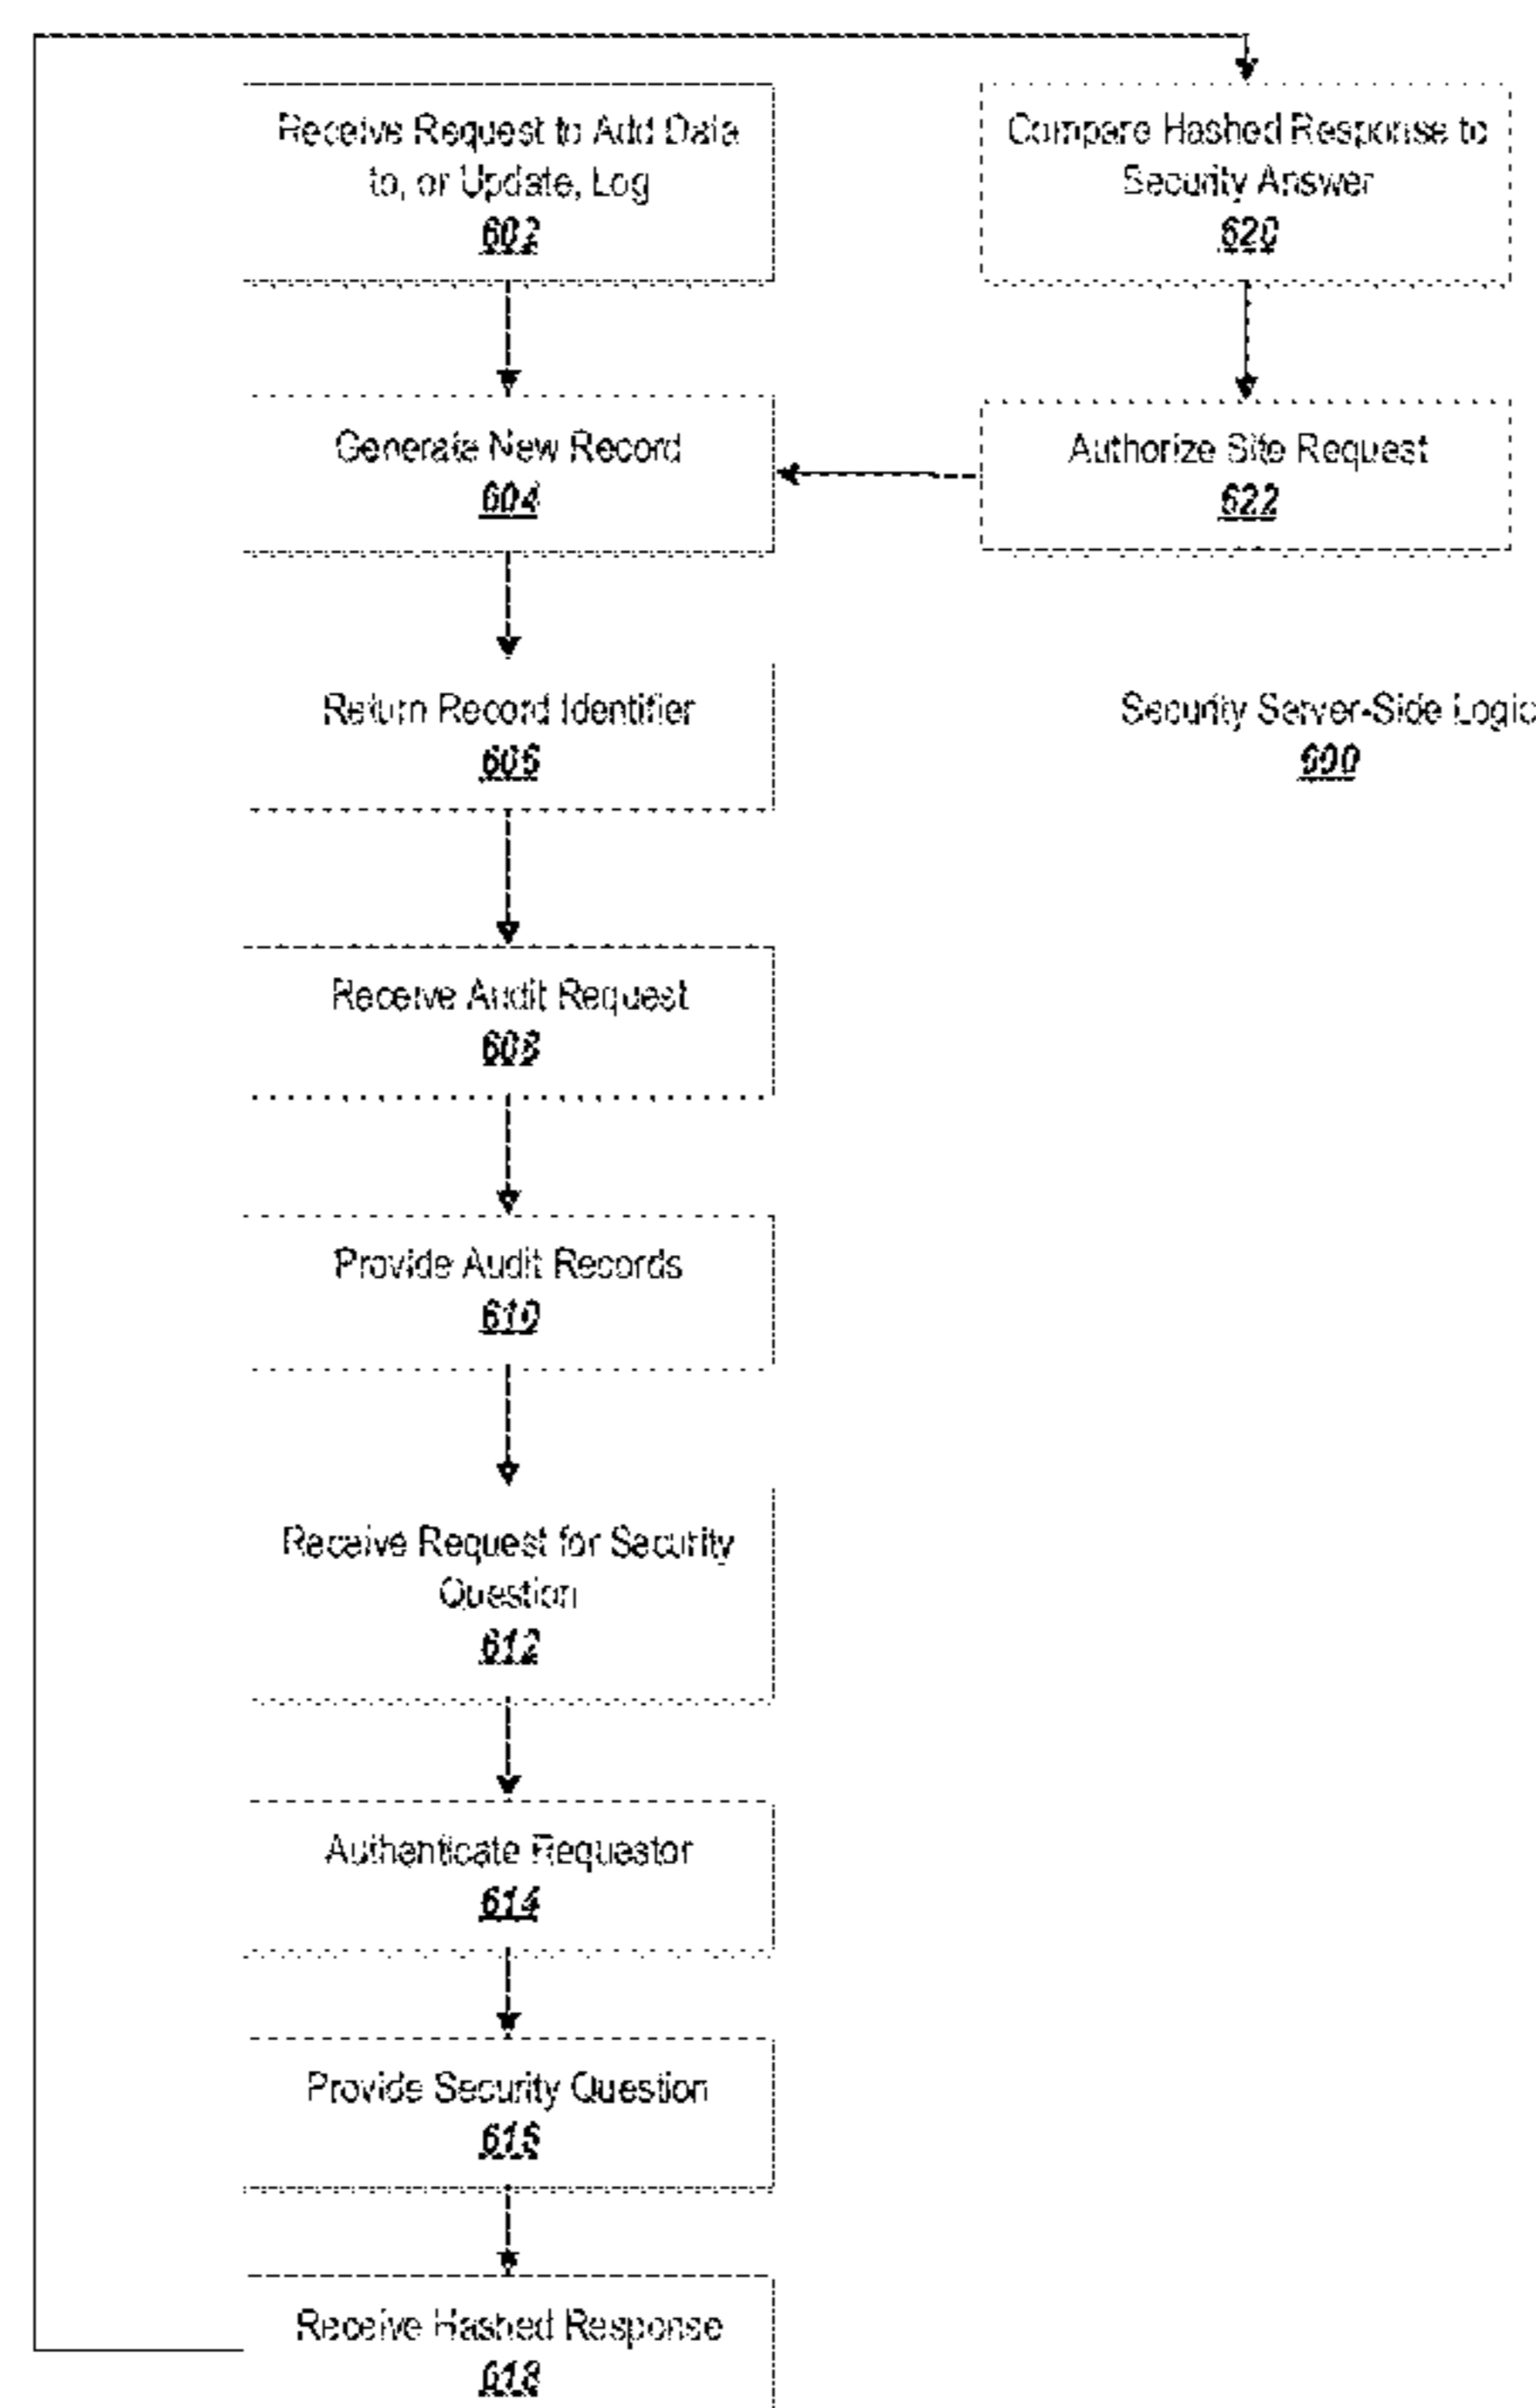 Receive Request to Add Data
to, or Update, Log
602
Generate New Record
604
Return Record Identifier
606
Receive Audit Request
608
Provide Audit Records
610
Receive Request for Security
Question
612
Authenticate Requestor
614
Provide Security Question
616
Receive Hashed Response
618
Compare Hashed Response to
Security Answer
620
Authorize Site Request
622
Security Server-Side Logic
600